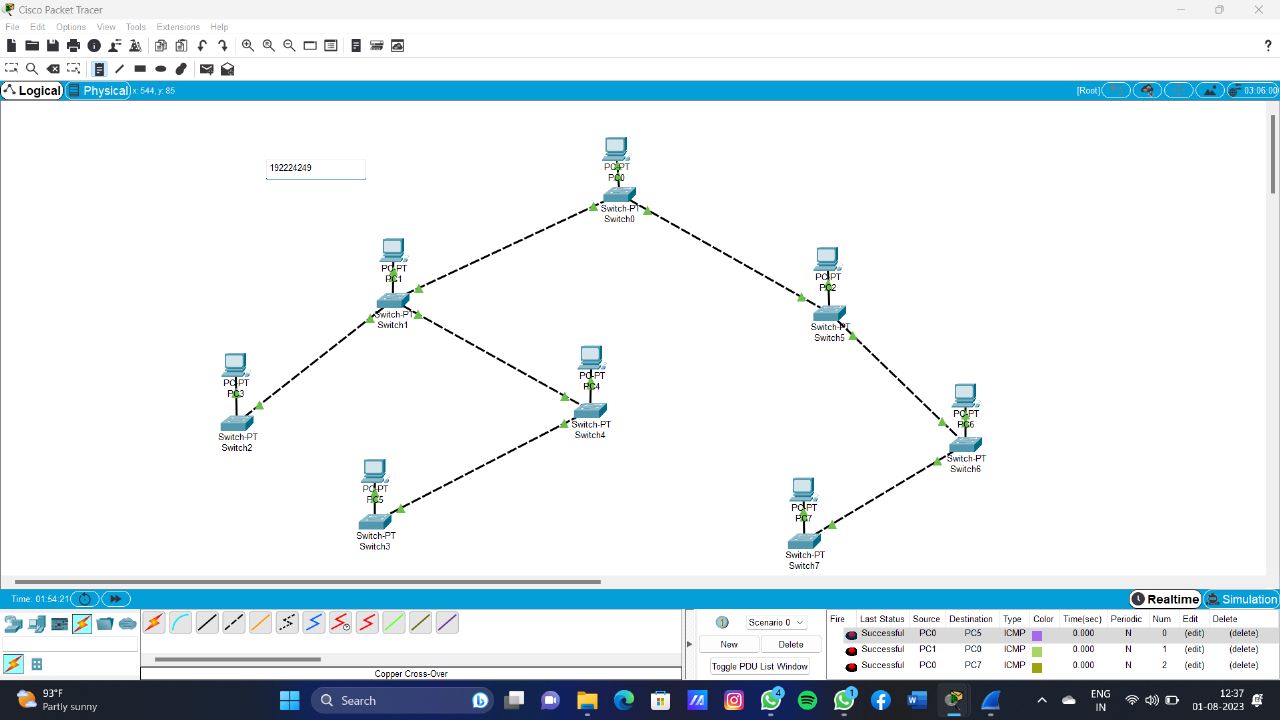 Cisco Packet Tracer
File Edit Options View Tools Extensions Help
Logical Physical x: 544, y: 85 [Root] 03:06:00
192224249
PC-PT
PC0
Switch-PT
Switch0
PC-PT
PC1
Switch-PT
Switch1
PC-PT
PC2
Switch-PT
Switch5
PC-PT
PC3
Switch-PT
Switch2
PC-PT
PC4
Switch-PT
Switch4
PC-PT
PC6
Switch-PT
Switch6
PC-PT
PC5
Switch-PT
Switch3
PC-PT
PC7
Switch-PT
Switch7
Time: 01:54:21 Realtime Simulation
Scenario 0
New Delete
Toggle PDU List Window
Fire Last Status Source Destination Type Color Time(sec) Periodic Num Edit Delete
Successful PC0 PC5 ICMP 0.000 N 0 (edit) (delete)
Successful PC1 PC0 ICMP 0.000 N 1 (edit) (delete)
Successful PC0 PC7 ICMP 0.000 N 2 (edit) (delete)
Copper Cross-Over
93°F
Partly sunny
Search
4
1
ENG
IN
12:37
01-08-2023